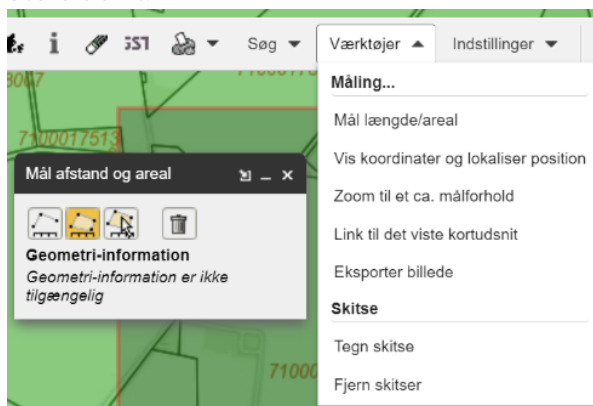 i GST Søg Værktøjer Indstillinger
Måling...
Mål længde/areal
Vis koordinater og lokaliser position
Zoom til et ca. målforhold
Link til det viste kortudsnit
Eksporter billede
Skitse
Tegn skitse
Fjern skitser
7100017513
Mål afstand og areal
Geometri-information
Geometri-information er ikke
tilgængelig
7100